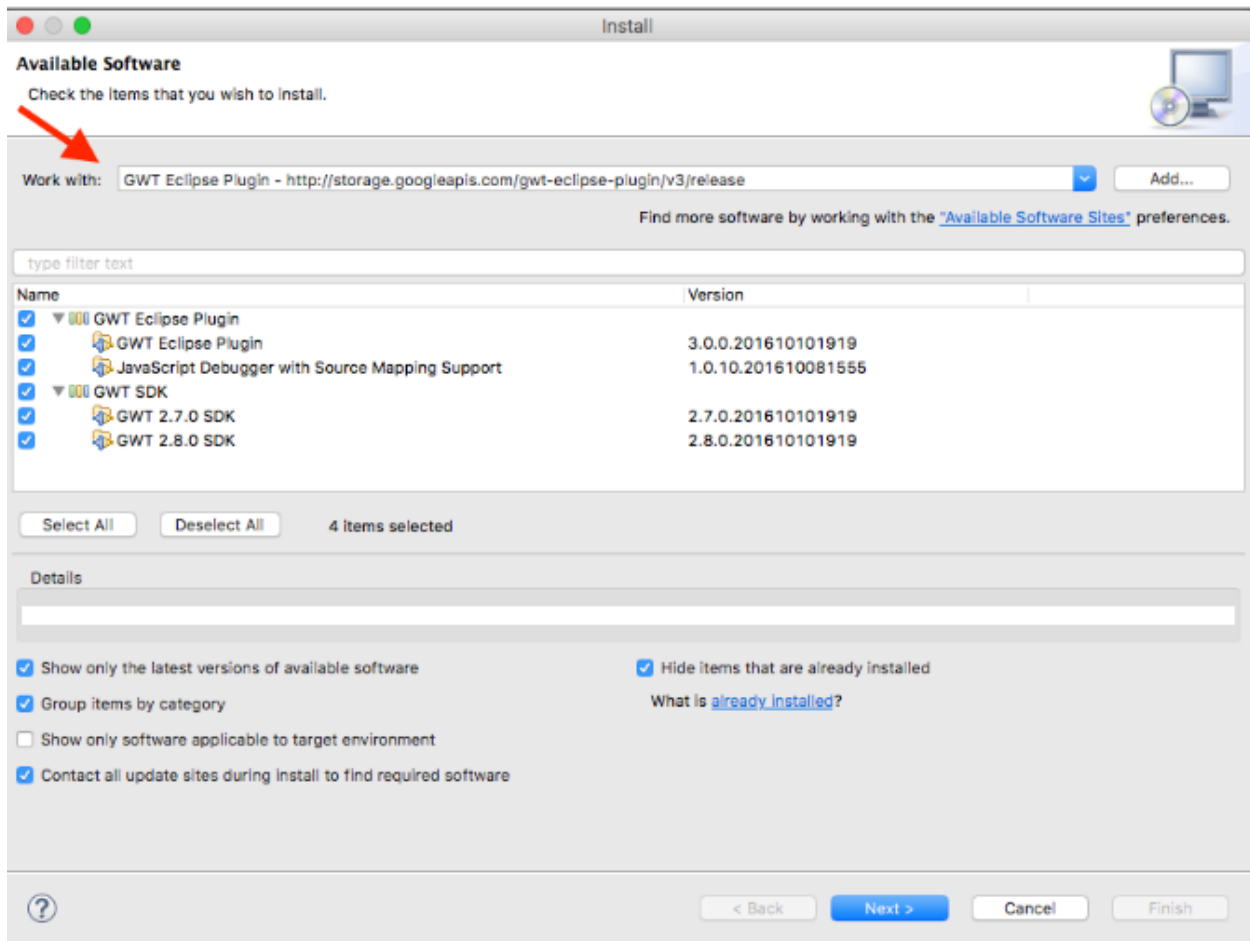 Install
Available Software
Check the items that you wish to install.
Work with: GWT Eclipse Plugin - http://storage.googleapis.com/gwt-eclipse-plugin/v3/release Add...
Find more software by working with the "Available Software Sites" preferences.
type filter text
Name Version
GWT Eclipse Plugin
GWT Eclipse Plugin 3.0.0.201610101919
JavaScript Debugger with Source Mapping Support 1.0.10.201610081555
GWT SDK
GWT 2.7.0 SDK 2.7.0.201610101919
GWT 2.8.0 SDK 2.8.0.201610101919
Select All Deselect All 4 items selected
Details
Show only the latest versions of available software Hide items that are already installed
Group items by category What is already installed?
Show only software applicable to target environment
Contact all update sites during install to find required software
? < Back Next > Cancel Finish